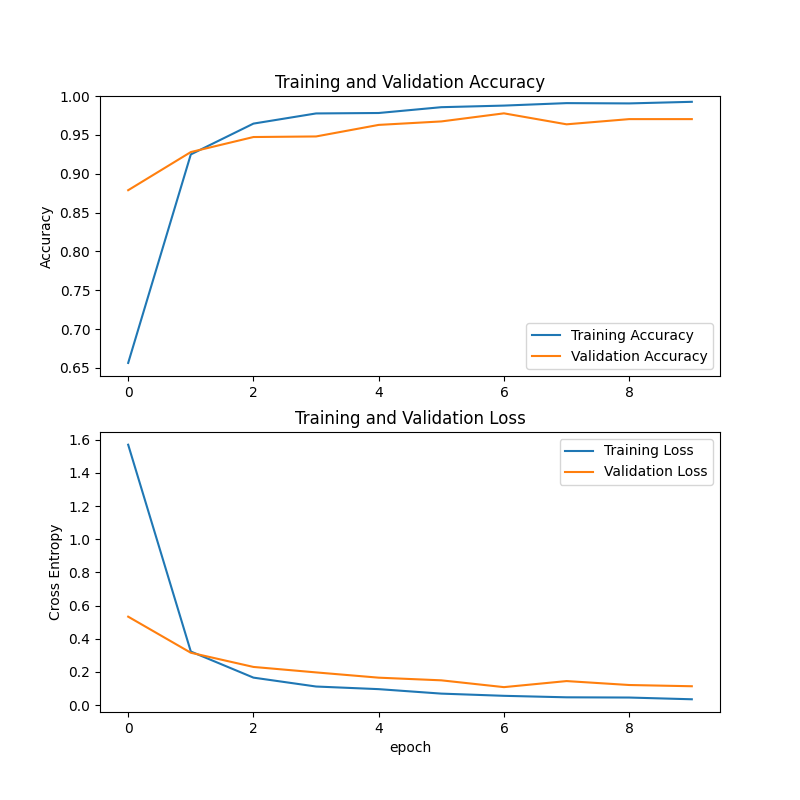 Training and Validation Accuracy
1.00
0.95
0.90
0.85
0.80
0.75
0.70
0.65
Accuracy
Training Accuracy
Validation Accuracy
0 2 4 6 8
Training and Validation Loss
1.6
1.4
1.2
1.0
0.8
0.6
0.4
0.2
0.0
Cross Entropy
Training Loss
Validation Loss
0 2 4 6 8
epoch